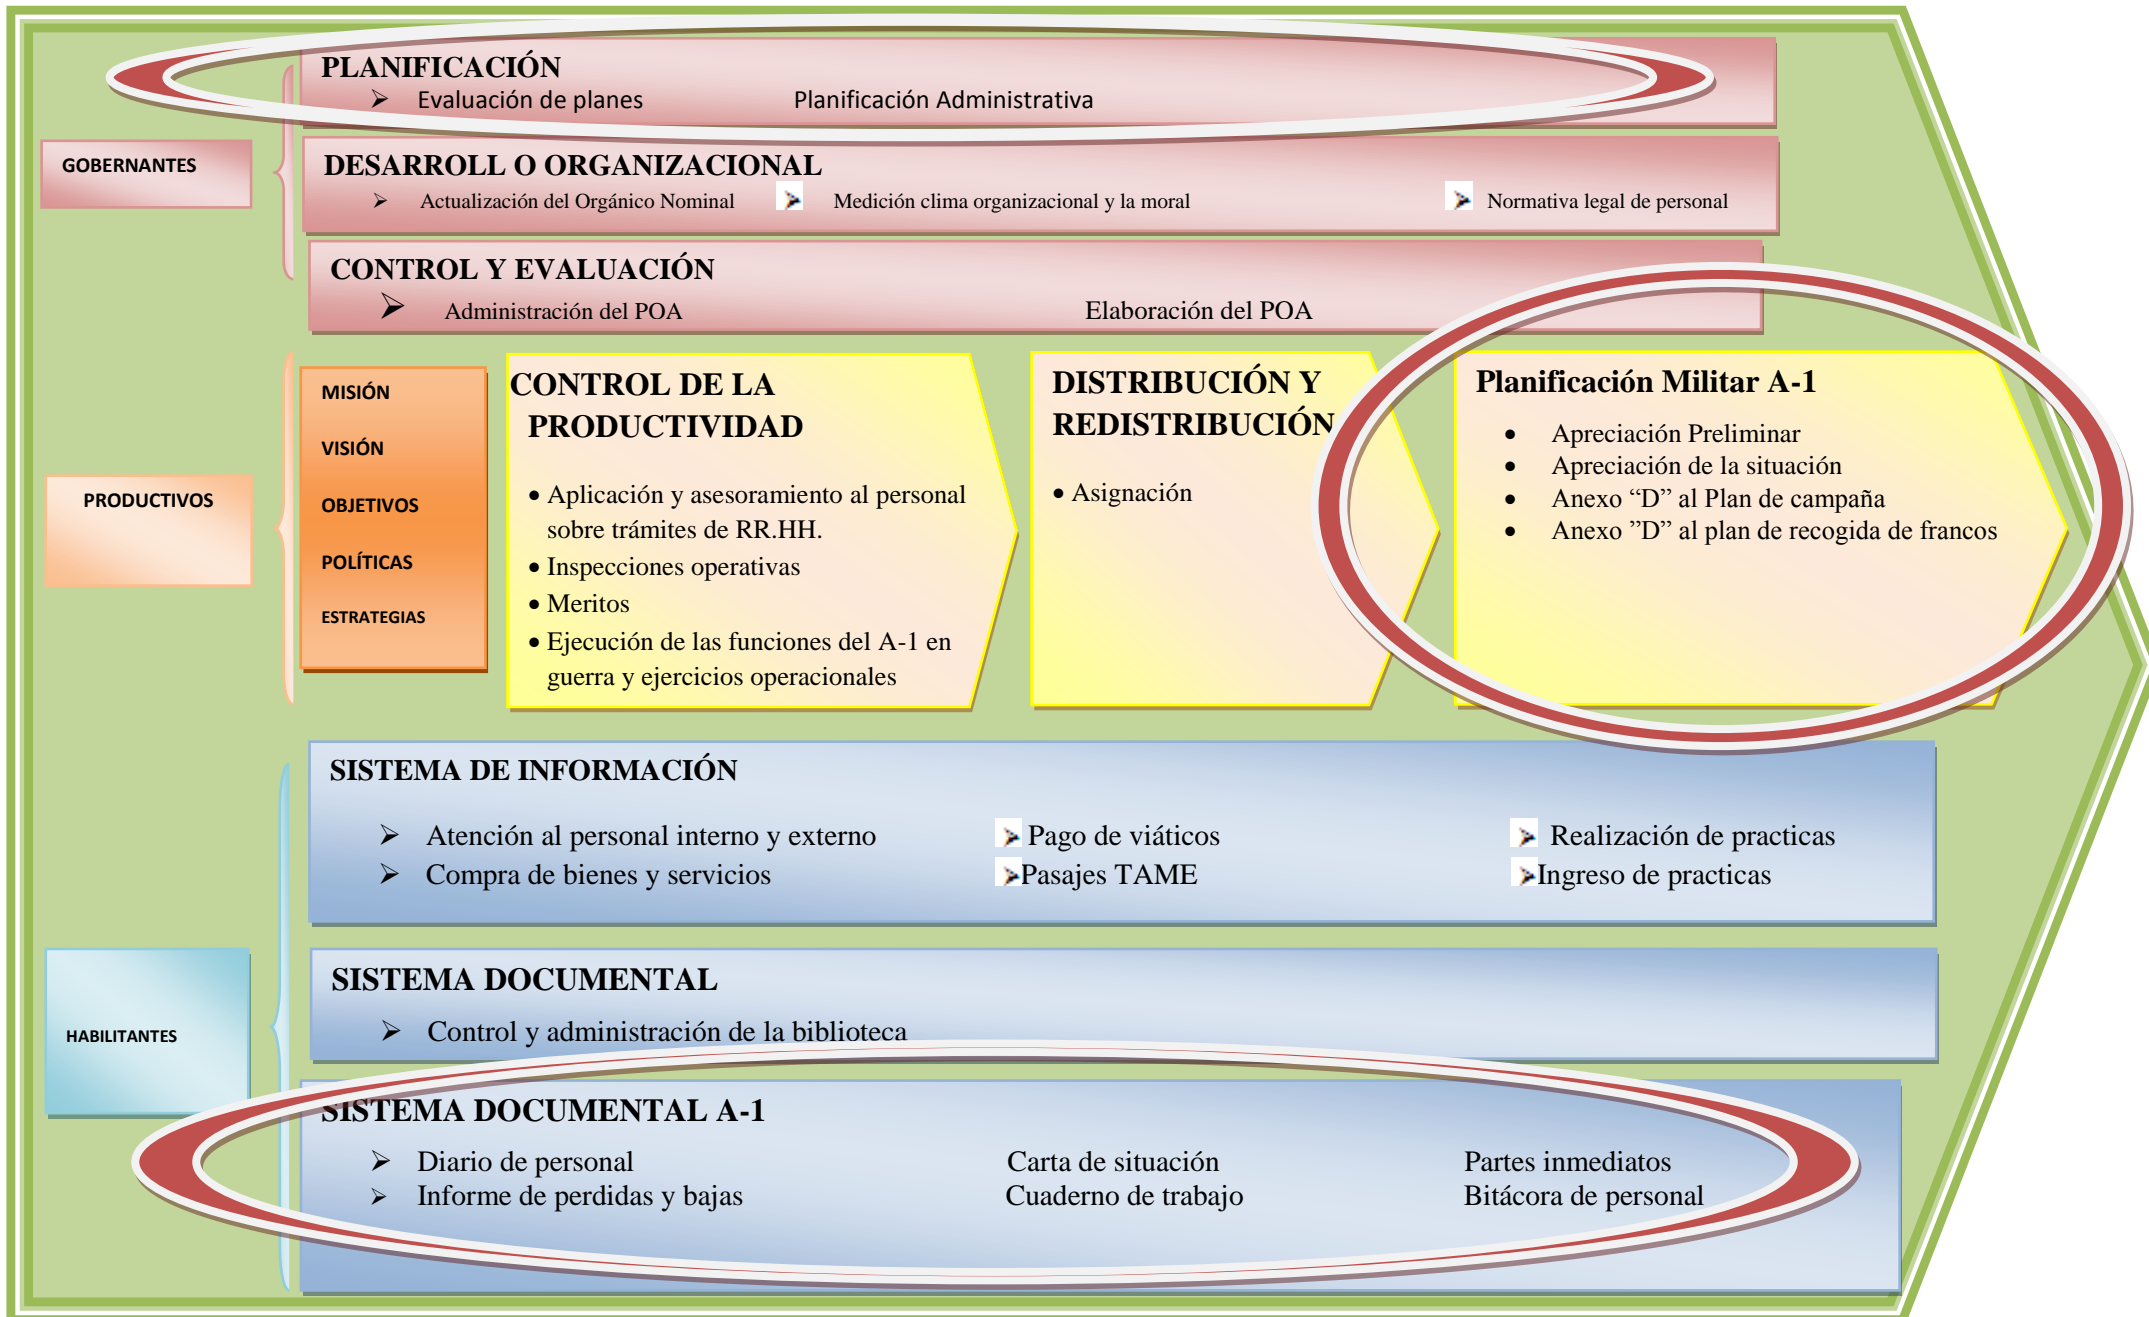 PLANIFICACIÓN
➢ Evaluación de planes Planificación Administrativa
GOBERNANTES
DESARROLL O ORGANIZACIONAL
➢ Actualización del Orgánico Nominal ➢ Medición clima organizacional y la moral ➢ Normativa legal de personal
CONTROL Y EVALUACIÓN
➢ Administración del POA Elaboración del POA
PRODUCTIVOS
MISIÓN
VISIÓN
OBJETIVOS
POLÍTICAS
ESTRATEGIAS
CONTROL DE LA
PRODUCTIVIDAD
• Aplicación y asesoramiento al personal
sobre trámites de RR.HH.
• Inspecciones operativas
• Meritos
• Ejecución de las funciones del A-1 en
guerra y ejercicios operacionales
DISTRIBUCIÓN Y
REDISTRIBUCIÓN
• Asignación
Planificación Militar A-1
• Apreciación Preliminar
• Apreciación de la situación
• Anexo “D” al Plan de campaña
• Anexo ”D” al plan de recogida de francos
HABILITANTES
SISTEMA DE INFORMACIÓN
➢ Atención al personal interno y externo ➢ Pago de viáticos ➢ Realización de practicas
➢ Compra de bienes y servicios ➢Pasajes TAME ➢Ingreso de practicas
SISTEMA DOCUMENTAL
➢ Control y administración de la biblioteca
SISTEMA DOCUMENTAL A-1
➢ Diario de personal Carta de situación Partes inmediatos
➢ Informe de perdidas y bajas Cuaderno de trabajo Bitácora de personal